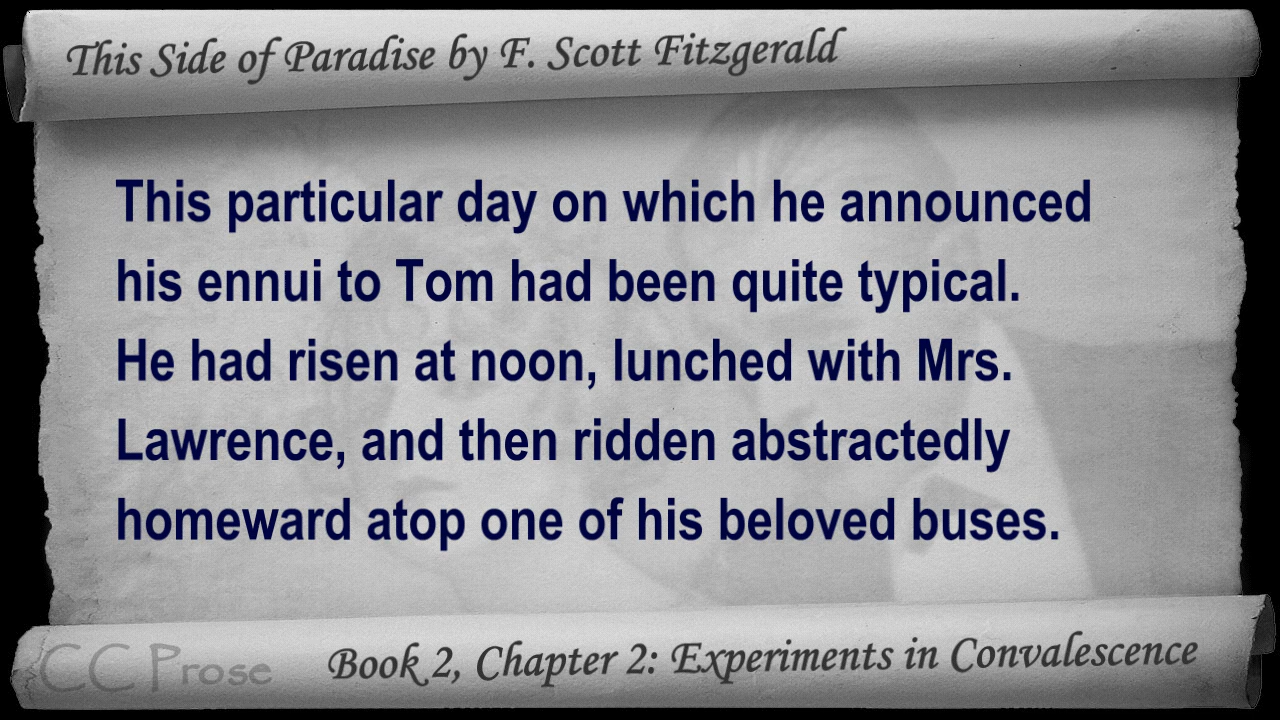 This Side of Paradise by F. Scott Fitzgerald
This particular day on which he announced
his ennui to Tom had been quite typical.
He had risen at noon, lunched with Mrs.
Lawrence, and then ridden abstractedly
homeward atop one of his beloved buses.
CC Prose
Book 2, Chapter 2: Experiments in Convalescence